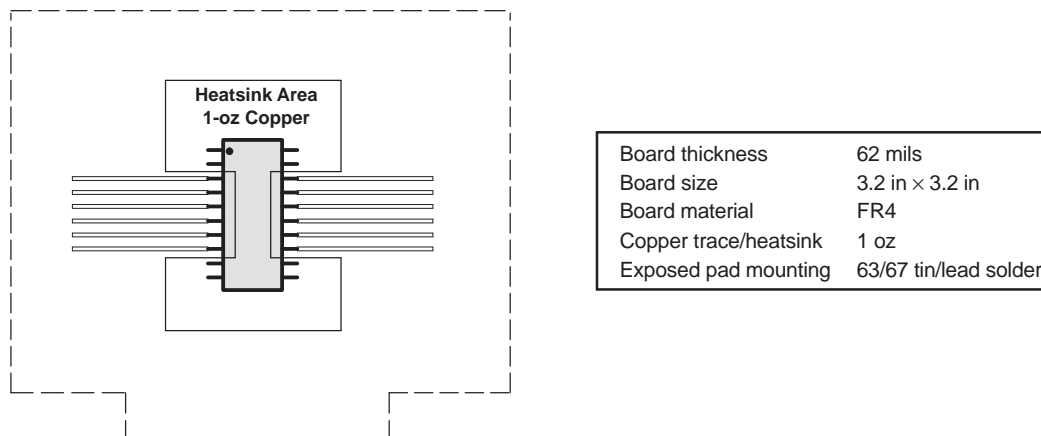 Heatsink Area
1-oz Copper
Board thickness 62 mils
Board size 3.2 in × 3.2 in
Board material FR4
Copper trace/heatsink 1 oz
Exposed pad mounting 63/67 tin/lead solder